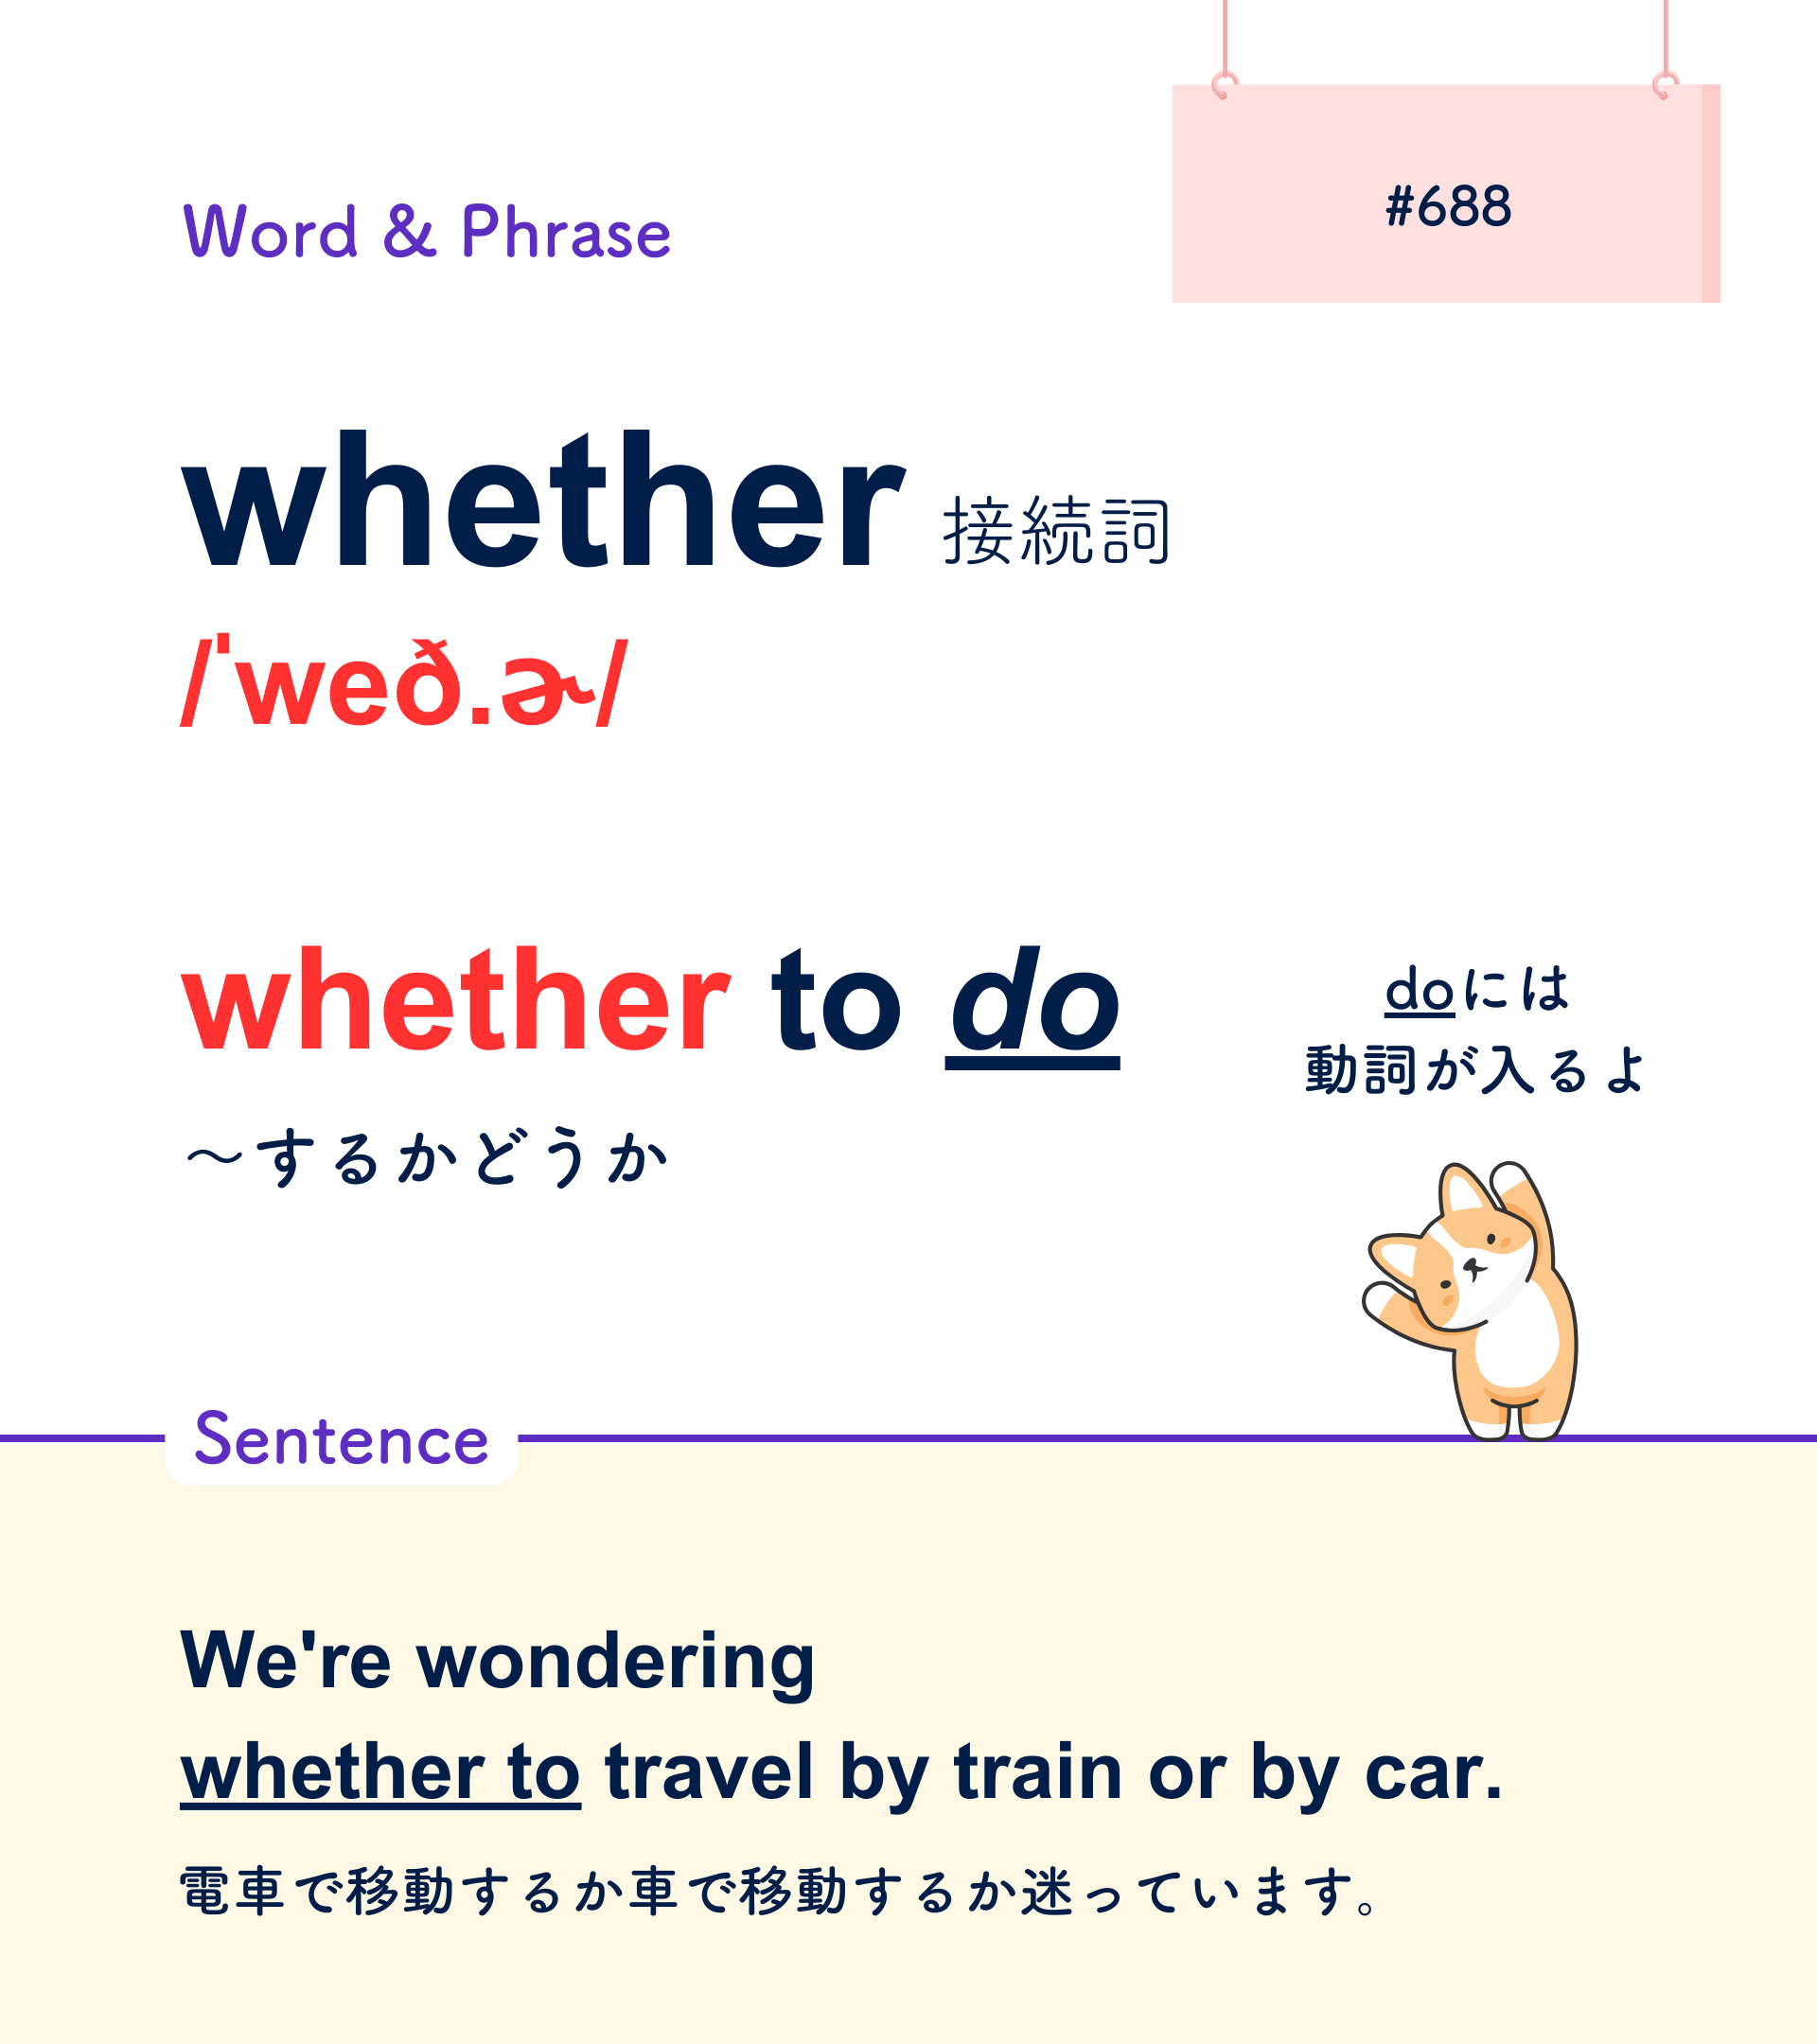 #688
Word & Phrase
whether 接続詞
/ˈweð.ɚ/
whether to do
〜するかどうか
doには
動詞が入るよ
Sentence
We're wondering
whether to travel by train or by car.
電車で移動するか車で移動するか迷っています。